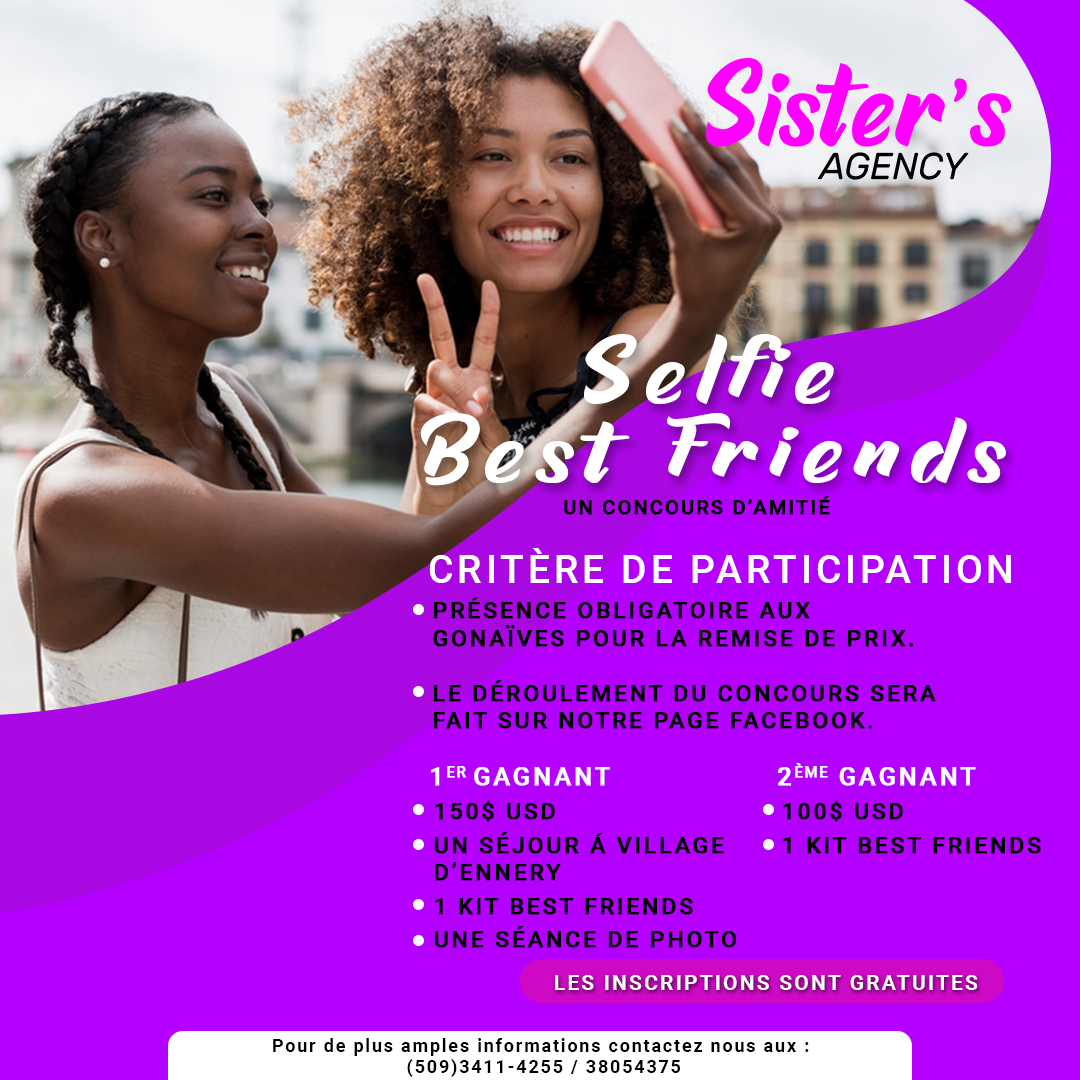 Sister's
AGENCY
Selfie
Best Friends
UN CONCOURS D’AMITIÉ
CRITÈRE DE PARTICIPATION
PRÉSENCE OBLIGATOIRE AUX
GONAÏVES POUR LA REMISE DE PRIX.
LE DÉROULEMENT DU CONCOURS SERA
FAIT SUR NOTRE PAGE FACEBOOK.
1ER GAGNANT
150$ USD
UN SÉJOUR Á VILLAGE
D’ENNERY
1 KIT BEST FRIENDS
UNE SÉANCE DE PHOTO
2ÈME GAGNANT
100$ USD
1 KIT BEST FRIENDS
LES INSCRIPTIONS SONT GRATUITES
Pour de plus amples informations contactez nous aux :
(509)3411-4255 / 38054375